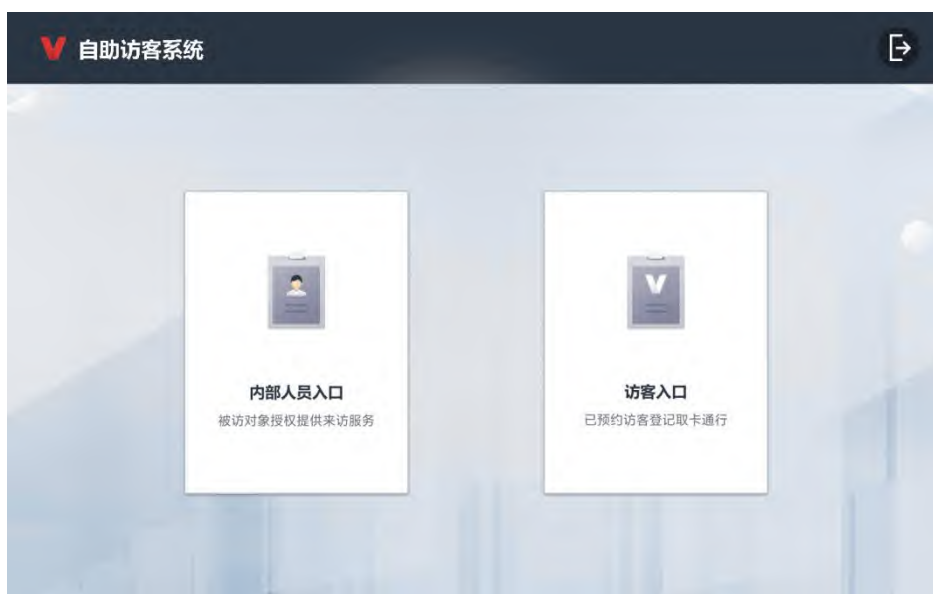 自助访客系统
内部人员入口
被访对象授权提供来访服务
访客入口
已预约访客登记取卡通行